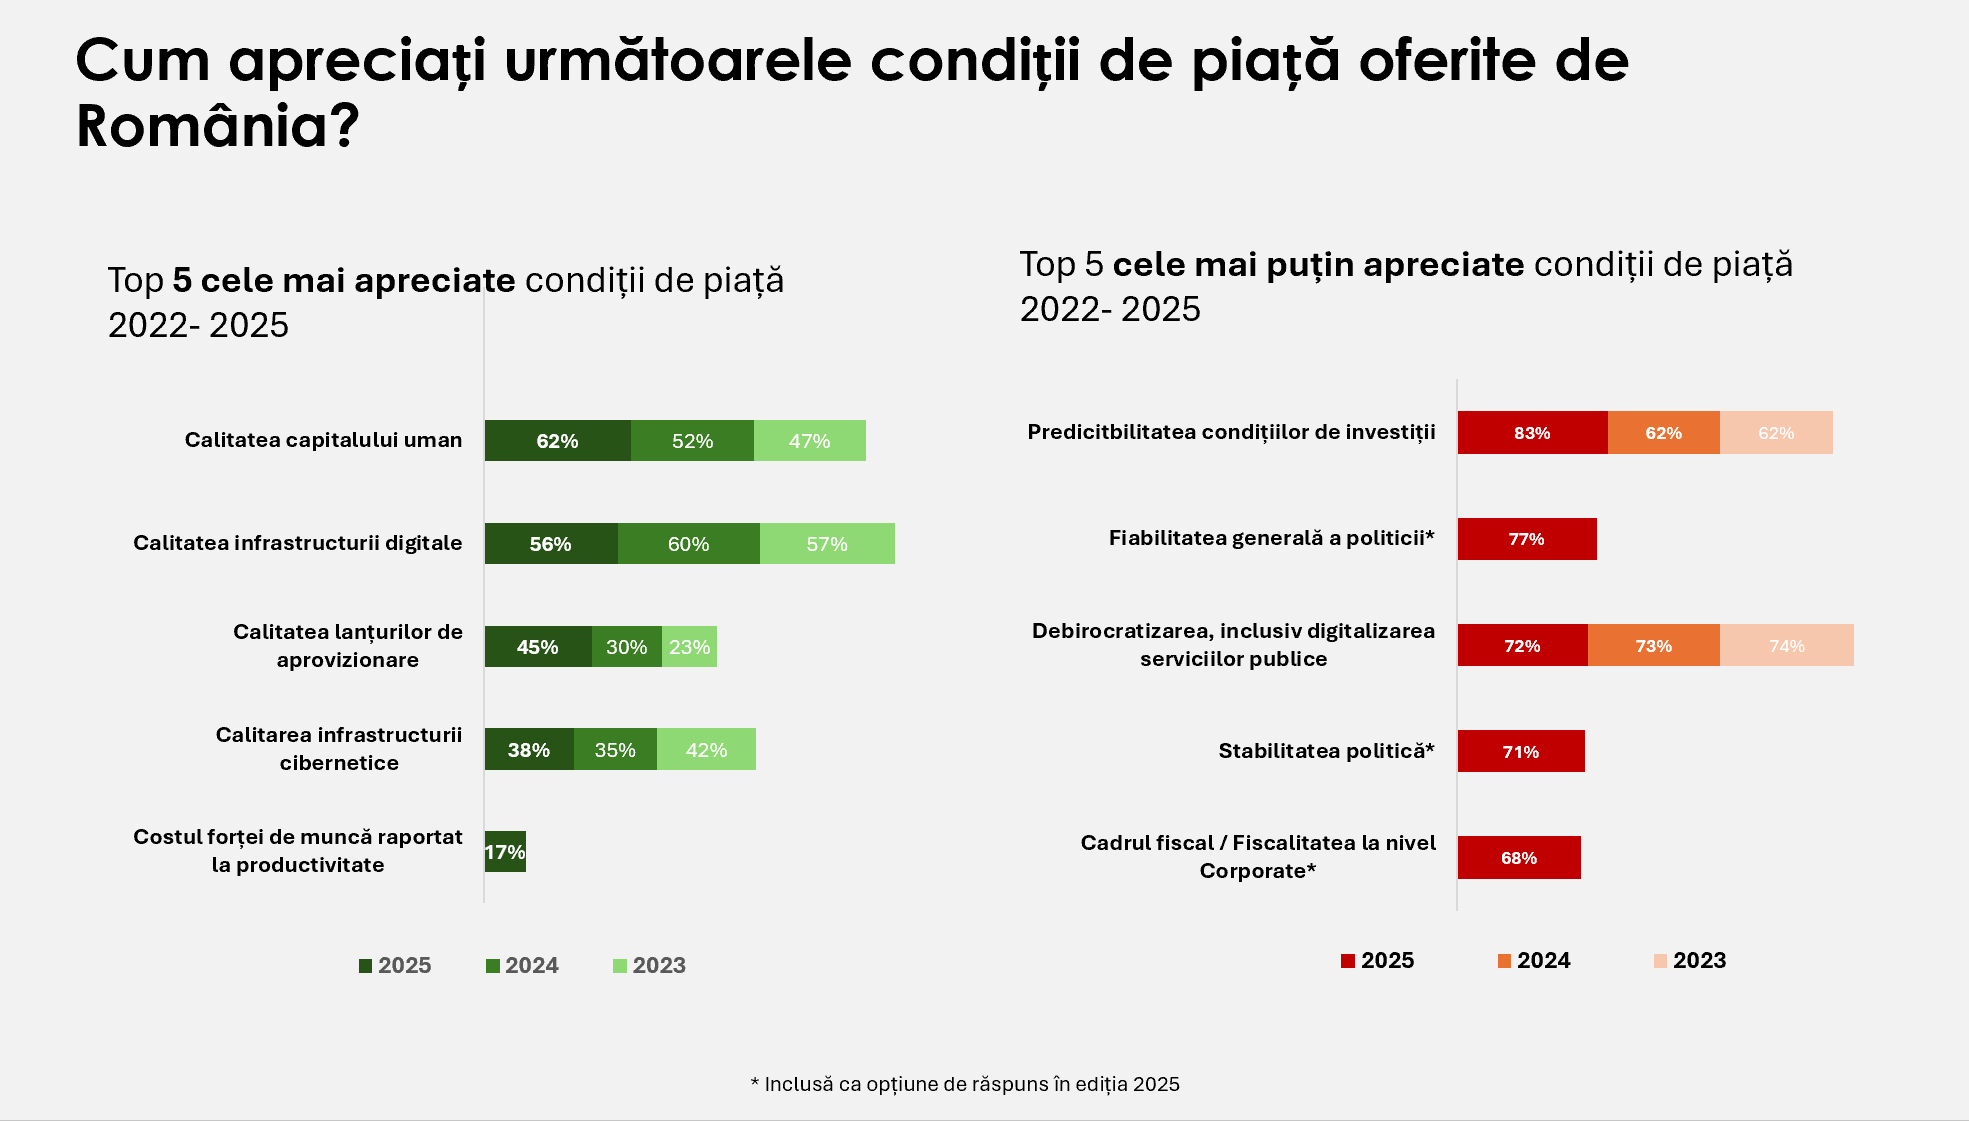 Cum apreciați următoarele condiții de piață oferite de
România?
Top 5 cele mai apreciate condiții de piață
2022- 2025
Calitatea capitalului uman
62% 52% 47%
Calitatea infrastructurii digitale
56% 60% 57%
Calitatea lanțurilor de
aprovizionare
45% 30% 23%
Calitarea infrastructurii
cibernetice
38% 35% 42%
Costul forței de muncă raportat
la productivitate
17%
2025 2024 2023
Top 5 cele mai puțin apreciate condiții de piață
2022- 2025
Predicitbilitatea condițiilor de investiții
83% 62% 62%
Fiabilitatea generală a politicii*
77%
Debirocratizarea, inclusiv digitalizarea
serviciilor publice
72% 73% 74%
Stabilitatea politică*
71%
Cadrul fiscal / Fiscalitatea la nivel
Corporate*
68%
2025 2024 2023
* Inclusă ca opțiune de răspuns în ediția 2025